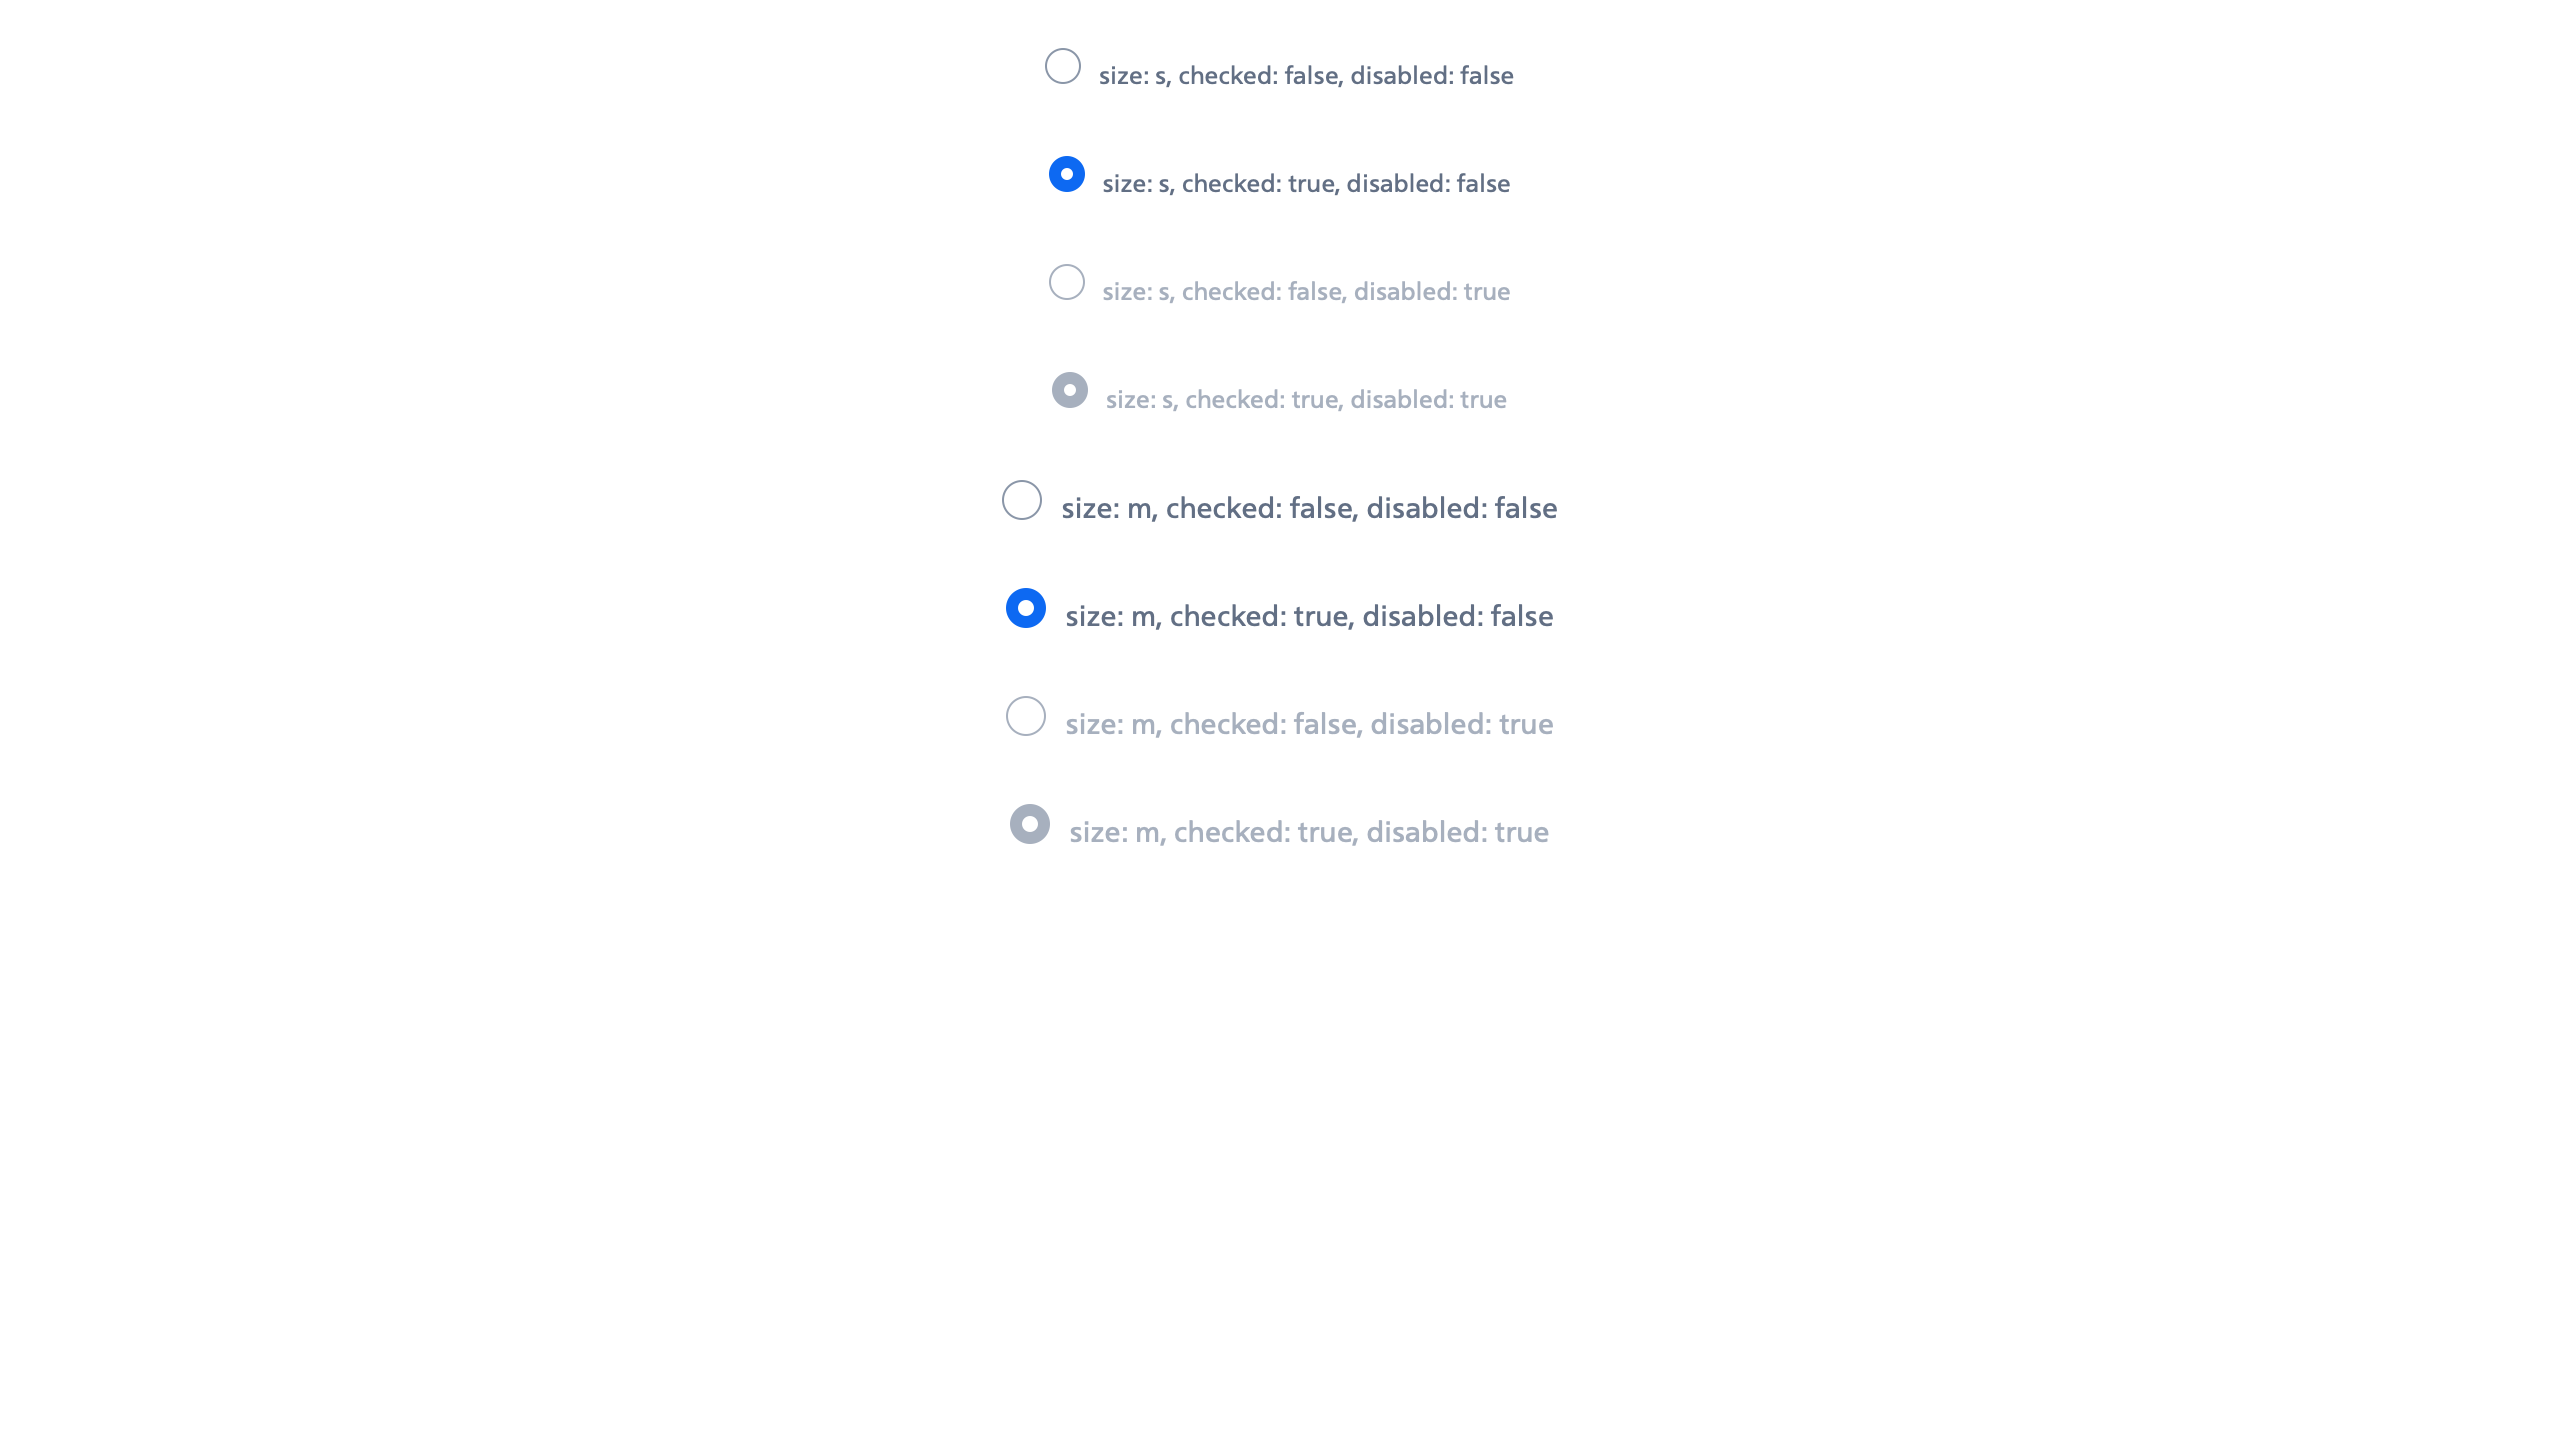 size: s, checked: false, disabled: false
size: s, checked: true, disabled: false
size: s, checked: false, disabled: true
size: s, checked: true, disabled: true
size: m, checked: false, disabled: false
size: m, checked: true, disabled: false
size: m, checked: false, disabled: true
size: m, checked: true, disabled: true